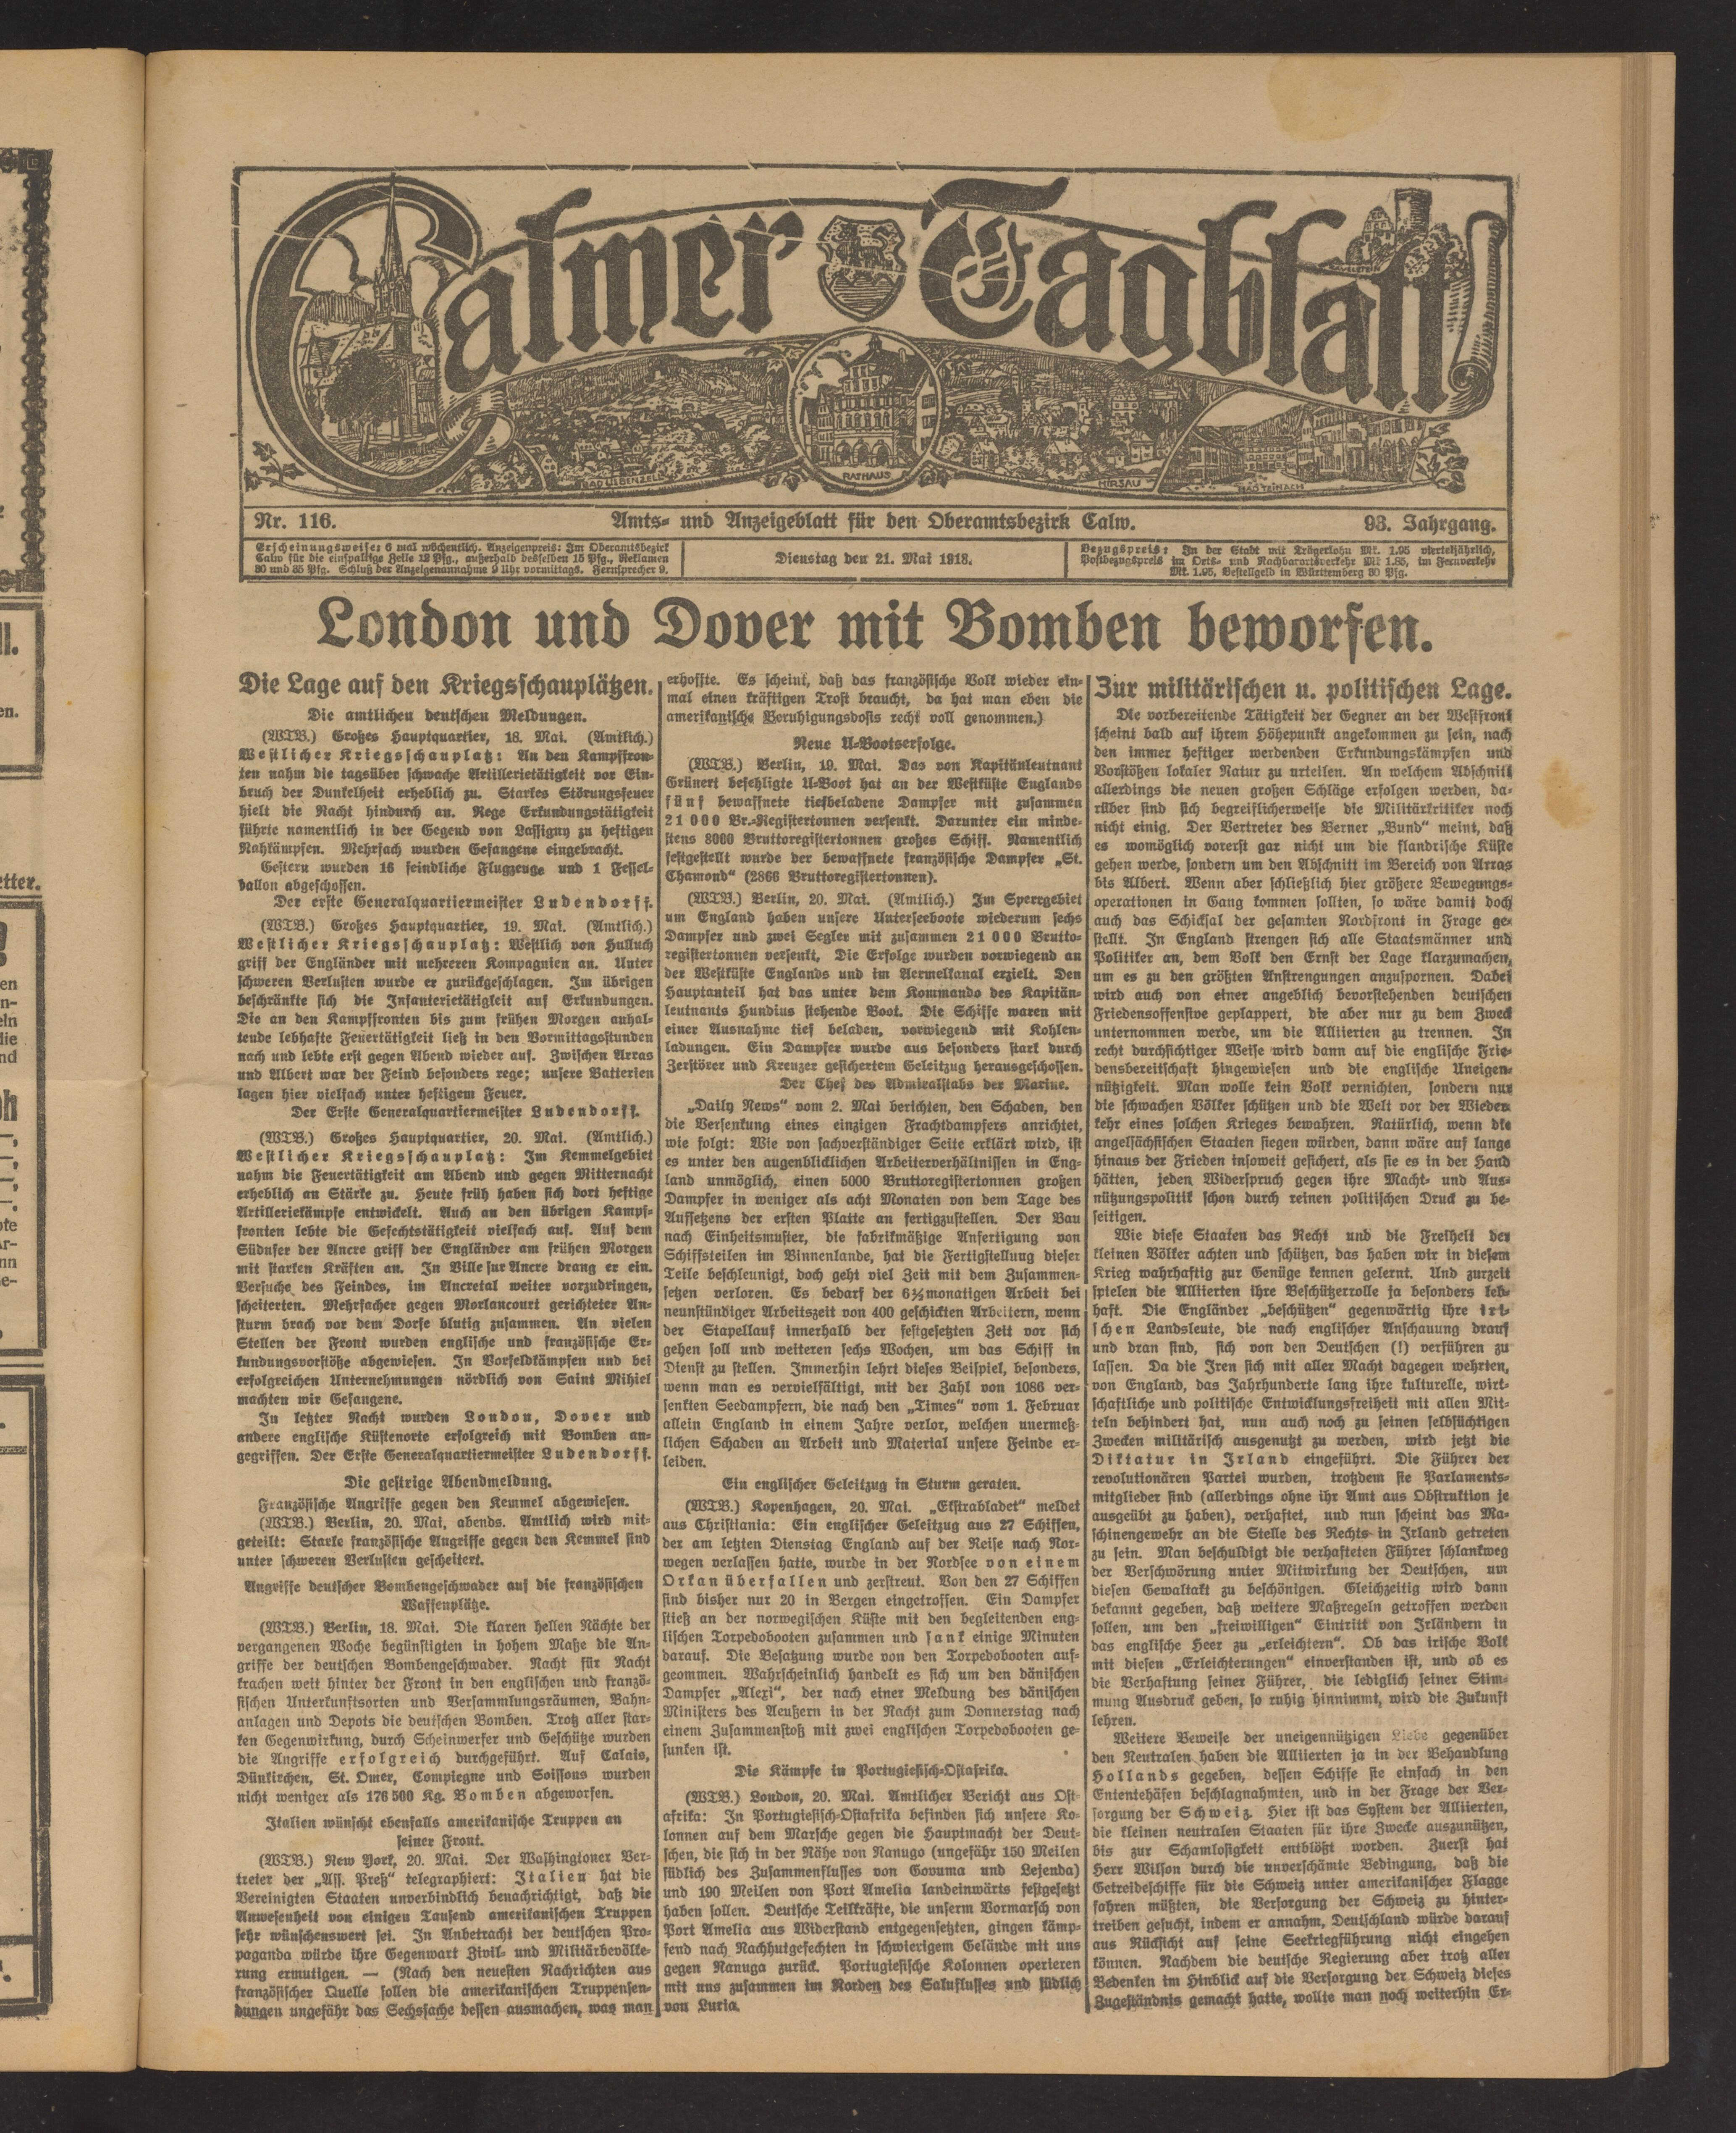 Calwer Tagblatt
GAVELSTEIN
BAD LIEBENZELL
RATHAUS
HIRSAU
BAD TEINACH
Nr. 116.
Amts- und Anzeigeblatt für den Oberamtsbezirk Calw.
93. Jahrgang.
Erscheinungsweise: 6 mal wöchentlich. Anzeigenpreis: Im Oberamtsbezirk
Calw für die einspaltige Zeile 12 Pfg., außerhalb desselben 15 Pfg., Reklamen
30 und 35 Pfg. Schluß der Anzeigenannahme 9 Uhr vormittags. Fernsprecher 9.
Dienstag den 21. Mai 1918.
Bezugspreis: In der Stadt mit Trägerlohn Mk. 1.95 vierteljährlich,
Postbezugspreis im Orts- und Nachbarortsverkehr Mk 1.85, im Fernverkehr
Mk. 1.95, Bestellgeld in Württemberg 30 Pfg.
London und Dover mit Bomben beworfen.
Die Lage auf den Kriegsschauplätzen.
Die amtlichen deutschen Meldungen.
(WTB.) Großes Hauptquartier, 18. Mai. (Amtlich.)
Westlicher Kriegsschauplatz: An den Kampffron-
ten nahm die tagsüber schwache Artillerietätigkeit vor Ein-
bruch der Dunkelheit erheblich zu. Starkes Störungsfeuer
hielt die Nacht hindurch an. Rege Erkundungstätigkeit
führte namentlich in der Gegend von Lassigny zu heftigen
Nahkämpfen. Mehrfach wurden Gefangene eingebracht.
Gestern wurden 16 feindliche Flugzeuge und 1 Fessel-
ballon abgeschossen.
Der erste Generalquartiermeister Ludendorff.
(WTB.) Großes Hauptquartier, 19. Mai. (Amtlich.)
Westlicher Kriegsschauplatz: Westlich von Hulluch
griff der Engländer mit mehreren Kompagnien an. Unter
schweren Verlusten wurde er zurückgeschlagen. Im übrigen
beschränkte sich die Infanterietätigkeit auf Erkundungen.
Die an den Kampffronten bis zum frühen Morgen anhal-
tende lebhafte Feuertätigkeit ließ in den Vormittagsstunden
nach und lebte erst gegen Abend wieder auf. Zwischen Arras
und Albert war der Feind besonders rege; unsere Batterien
lagen hier vielfach unter heftigem Feuer.
Der Erste Generalquartiermeister Ludendorff.
(WTB.) Großes Hauptquartier, 20. Mai. (Amtlich.)
Westlicher Kriegsschauplatz: Im Kemmelgebiet
nahm die Feuertätigkeit am Abend und gegen Mitternacht
erheblich an Stärke zu. Heute früh haben sich dort heftige
Artilleriekämpfe entwickelt. Auch an den übrigen Kampf-
fronten lebte die Gefechtstätigkeit vielfach auf. Auf dem
Südufer der Ancre griff der Engländer am frühen Morgen
mit starken Kräften an. In Ville sur Ancre drang er ein.
Versuche des Feindes, im Ancretal weiter vorzudringen,
scheiterten. Mehrfacher gegen Morlancourt gerichteter An-
sturm brach vor dem Dorfe blutig zusammen. An vielen
Stellen der Front wurden englische und französische Er-
kundungsvorstöße abgewiesen. In Vorfeldkämpfen und bei
erfolgreichen Unternehmungen nördlich von Saint Mihiel
machten wir Gefangene.
In letzter Nacht wurden London, Dover und
andere englische Küstenorte erfolgreich mit Bomben an-
gegriffen. Der Erste Generalquartiermeister Ludendorff.
Die gestrige Abendmeldung.
Französische Angriffe gegen den Kemmel abgewiesen.
(WTB.) Berlin, 20. Mai, abends. Amtlich wird mit-
geteilt: Starke französische Angriffe gegen den Kemmel sind
unter schweren Verlusten gescheitert.
Angriffe deutscher Bombengeschwader auf die französischen
Waffenplätze.
(WTB.) Berlin, 18. Mai. Die klaren hellen Nächte der
vergangenen Woche begünstigten in hohem Maße die An-
griffe der deutschen Bombengeschwader. Nacht für Nacht
krachen weit hinter der Front in den englischen und franzö-
sischen Unterkunftsorten und Versammlungsräumen, Bahn-
anlagen und Depots die deutschen Bomben. Trotz aller star-
ken Gegenwirkung, durch Scheinwerfer und Geschütze wurden
die Angriffe erfolgreich durchgeführt. Auf Calais,
Dünkirchen, St. Omer, Compiegne und Soissons wurden
nicht weniger als 176 500 Kg. Bomben abgeworfen.
Italien wünscht ebenfalls amerikanische Truppen an
seiner Front.
(WTB.) New York, 20. Mai. Der Washingtoner Ver-
treter der „Ass. Preß“ telegraphiert: Italien hat die
Vereinigten Staaten unverbindlich benachrichtigt, daß die
Anwesenheit von einigen Tausend amerikanischen Truppen
sehr wünschenswert sei. In Anbetracht der deutschen Pro-
paganda würde ihre Gegenwart Zivil- und Militärbevölke-
rung ermutigen. — (Nach den neuesten Nachrichten aus
französischer Quelle sollen die amerikanischen Truppensen-
dungen ungefähr das Sechsfache dessen ausmachen, was man
erhoffte. Es scheint, daß das französische Volk wieder ein-
mal einen kräftigen Trost braucht, da hat man eben die
amerikanische Beruhigungsdosis recht voll genommen.)
Neue U-Bootserfolge.
(WTB.) Berlin, 19. Mai. Das von Kapitänleutnant
Grünert befehligte U-Boot hat an der Westküste Englands
fünf bewaffnete tiefbeladene Dampfer mit zusammen
21 000 Br.-Registertonnen versenkt. Darunter ein minde-
stens 8000 Bruttoregistertonnen großes Schiff. Namentlich
festgestellt wurde der bewaffnete französische Dampfer „St.
Chamond“ (2866 Bruttoregistertonnen).
(WTB.) Berlin, 20. Mai. (Amtlich.) Im Sperrgebiet
um England haben unsere Unterseeboote wiederum sechs
Dampfer und zwei Segler mit zusammen 21 000 Brutto-
registertonnen versenkt. Die Erfolge wurden vorwiegend an
der Westküste Englands und im Aermelkanal erzielt. Den
Hauptanteil hat das unter dem Kommando des Kapitän-
leutnants Hundius stehende Boot. Die Schiffe waren mit
einer Ausnahme tief beladen, vorwiegend mit Kohlen-
ladungen. Ein Dampfer wurde aus besonders stark durch
Zerstörer und Kreuzer gesichertem Geleitzug herausgeschossen.
Der Chef des Admiralstabs der Marine.
„Daily News“ vom 2. Mai berichten, den Schaden, den
die Versenkung eines einzigen Frachtdampfers anrichtet,
wie folgt: Wie von sachverständiger Seite erklärt wird, ist
es unter den augenblicklichen Arbeiterverhältnissen in Eng-
land unmöglich, einen 5000 Bruttoregistertonnen großen
Dampfer in weniger als acht Monaten von dem Tage des
Aufsetzens der ersten Platte an fertigzustellen. Der Bau
nach Einheitsmuster, die fabrikmäßige Anfertigung von
Schiffsteilen im Binnenlande, hat die Fertigstellung dieser
Teile beschleunigt, doch geht viel Zeit mit dem Zusammen-
setzen verloren. Es bedarf der 6½monatigen Arbeit bei
neunstündiger Arbeitszeit von 400 geschickten Arbeitern, wenn
der Stapellauf innerhalb der festgesetzten Zeit vor sich
gehen soll und weiteren sechs Wochen, um das Schiff in
Dienst zu stellen. Immerhin lehrt dieses Beispiel, besonders,
wenn man es vervielfältigt, mit der Zahl von 1086 ver-
senkten Seedampfern, die nach den „Times“ vom 1. Februar
allein England in einem Jahre verlor, welchen unermeß-
lichen Schaden an Arbeit und Material unsere Feinde er-
leiden.
Ein englischer Geleitzug in Sturm geraten.
(WTB.) Kopenhagen, 20. Mai. „Ekstrabladet“ meldet
aus Christiania: Ein englischer Geleitzug aus 27 Schiffen,
der am letzten Dienstag England auf der Reise nach Nor-
wegen verlassen hatte, wurde in der Nordsee von einem
Orkan überfallen und zerstreut. Von den 27 Schiffen
sind bisher nur 20 in Bergen eingetroffen. Ein Dampfer
stieß an der norwegischen Küste mit den begleitenden eng-
lischen Torpedobooten zusammen und sank einige Minuten
darauf. Die Besatzung wurde von den Torpedobooten auf-
geommen. Wahrscheinlich handelt es sich um den dänischen
Dampfer „Alexi“, der nach einer Meldung des dänischen
Ministers des Aeußern in der Nacht zum Donnerstag nach
einem Zusammenstoß mit zwei englischen Torpedobooten ge-
sunken ist.
Die Kämpfe in Portugiesisch-Ostafrika.
(WTB.) London, 20. Mai. Amtlicher Bericht aus Ost-
afrika: In Portugiesisch-Ostafrika befinden sich unsere Ko-
lonnen auf dem Marsche gegen die Hauptmacht der Deut-
schen, die sich in der Nähe von Nanugo (ungefähr 150 Meilen
südlich des Zusammenflusses von Govuma und Lejenda)
und 190 Meilen von Port Amelia landeinwärts festgesetzt
haben sollen. Deutsche Teilkräfte, die unserm Vormarsch von
Port Amelia aus Widerstand entgegensetzten, gingen kämp-
fend nach Nachhutgefechten in schwierigem Gelände mit uns
gegen Nanuga zurück. Portugiesische Kolonnen operieren
mit uns zusammen im Norden des Saluflusses und südlich
von Luria.
Zur militärischen u. politischen Lage.
Die vorbereitende Tätigkeit der Gegner an der Westfront
scheint bald auf ihrem Höhepunkt angekommen zu sein, nach
den immer heftiger werdenden Erkundungskämpfen und
Vorstößen lokaler Natur zu urteilen. An welchem Abschnitt
allerdings die neuen großen Schläge erfolgen werden, da-
rüber sind sich begreiflicherweise die Militärkritiker noch
nicht einig. Der Vertreter des Berner „Bund“ meint, daß
es womöglich vorerst gar nicht um die flandrische Küste
gehen werde, sondern um den Abschnitt im Bereich von Arras
bis Albert. Wenn aber schließlich hier größere Bewegungs-
operationen in Gang kommen sollten, so wäre damit doch
auch das Schicksal der gesamten Nordfront in Frage ge-
stellt. In England strengen sich alle Staatsmänner und
Politiker an, dem Volk den Ernst der Lage klarzumachen,
um es zu den größten Anstrengungen anzuspornen. Dabei
wird auch von einer angeblich bevorstehenden deutschen
Friedensoffensive geplappert, die aber nur zu dem Zweck
unternommen werde, um die Alliierten zu trennen. In
recht durchsichtiger Weise wird dann auf die englische Frie-
densbereitschaft hingewiesen und die englische Uneigen-
nützigkeit. Man wolle kein Volk vernichten, sondern nur
die schwachen Völker schützen und die Welt vor der Wieder-
kehr eines solchen Krieges bewahren. Natürlich, wenn die
angelsächsischen Staaten siegen würden, dann wäre auf lange
hinaus der Frieden insoweit gesichert, als sie es in der Hand
hätten, jeden Widerspruch gegen ihre Macht- und Aus-
nützungspolitik schon durch reinen politischen Druck zu be-
seitigen.
Wie diese Staaten das Recht und die Freiheit der
kleinen Völker achten und schützen, das haben wir in diesem
Krieg wahrhaftig zur Genüge kennen gelernt. Und zurzeit
spielen die Alliierten ihre Beschützerrolle ja besonders leb-
haft. Die Engländer „beschützen“ gegenwärtig ihre iri-
schen Landsleute, die nach englischer Anschauung drauf
und dran sind, sich von den Deutschen (!) verführen zu
lassen. Da die Iren sich mit aller Macht dagegen wehrten,
von England, das Jahrhunderte lang ihre kulturelle, wirt-
schaftliche und politische Entwicklungsfreiheit mit allen Mit-
teln behindert hat, nun auch noch zu seinen selbsüchtigen
Zwecken militärisch ausgenutzt zu werden, wird jetzt die
Diktatur in Irland eingeführt. Die Führer der
revolutionären Partei wurden, trotzdem sie Parlaments-
mitglieder sind (allerdings ohne ihr Amt aus Obstruktion je
ausgeübt zu haben), verhaftet, und nun scheint das Ma-
schinengewehr an die Stelle des Rechts in Irland getreten
zu sein. Man beschuldigt die verhafteten Führer schlankweg
der Verschwörung unter Mitwirkung der Deutschen, um
diesen Gewaltakt zu beschönigen. Gleichzeitig wird dann
bekannt gegeben, daß weitere Maßregeln getroffen werden
sollen, um den „freiwilligen“ Eintritt von Irländern in
das englische Heer zu „erleichtern“. Ob das irische Volk
mit diesen „Erleichterungen“ einverstanden ist, und ob es
die Verhaftung seiner Führer, die lediglich seiner Stim-
mung Ausdruck geben, so ruhig hinnimmt, wird die Zukunft
lehren.
Weitere Beweise der uneigennützigen Liebe gegenüber
den Neutralen haben die Alliierten ja in der Behandlung
Hollands gegeben, dessen Schiffe sie einfach in den
Ententehäfen beschlagnahmten, und in der Frage der Ver-
sorgung der Schweiz. Hier ist das System der Alliierten,
die kleinen neutralen Staaten für ihre Zwecke auszunützen,
bis zur Schamlosigkeit entblößt worden. Zuerst hat
Herr Wilson durch die unverschämte Bedingung, daß die
Getreideschiffe für die Schweiz unter amerikanischer Flagge
fahren müßten, die Versorgung der Schweiz zu hinter-
treiben gesucht, indem er annahm, Deutschland würde darauf
aus Rücksicht auf seine Seekriegführung nicht eingehen
können. Nachdem die deutsche Regierung aber trotz aller
Bedenken im Hinblick auf die Versorgung der Schweiz dieses
Zugeständnis gemacht hatte, wollte man noch weiterhin Er-